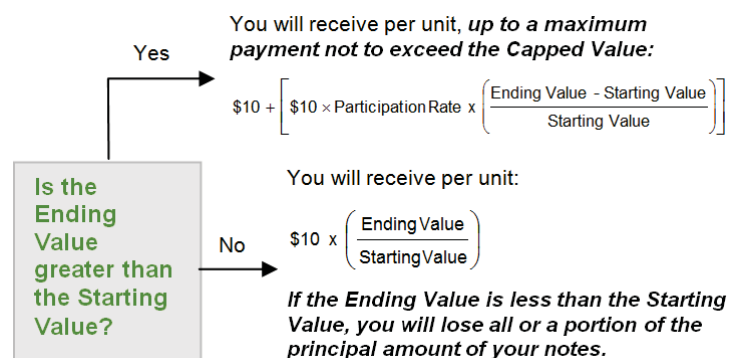 You will receive per unit, up to a maximum
payment not to exceed the Capped Value:
Yes
$10 + [ $10 × Participation Rate x ( Ending Value - Starting Value
Starting Value ) ]
Is the
Ending
Value
greater than
the Starting
Value?
No
You will receive per unit:
$10 x ( Ending Value
Starting Value )
If the Ending Value is less than the Starting
Value, you will lose all or a portion of the
principal amount of your notes.